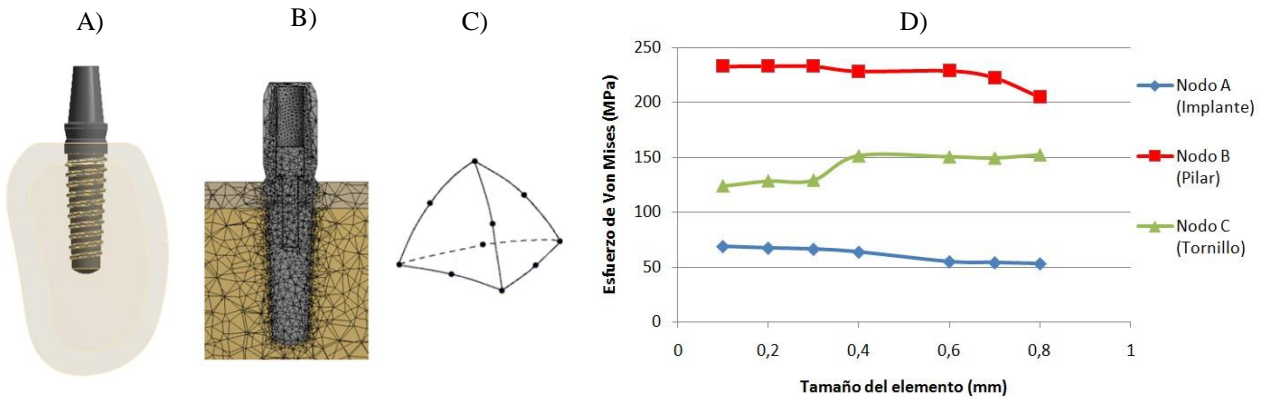 A)
B)
C)
D)
Esfuerzo de Von Mises (MPa)
250
200
150
100
50
0
0
0,2
0,4
0,6
0,8
1
Tamaño del elemento (mm)
Nodo A
(Implante)
Nodo B
(Pilar)
Nodo C
(Tornillo)